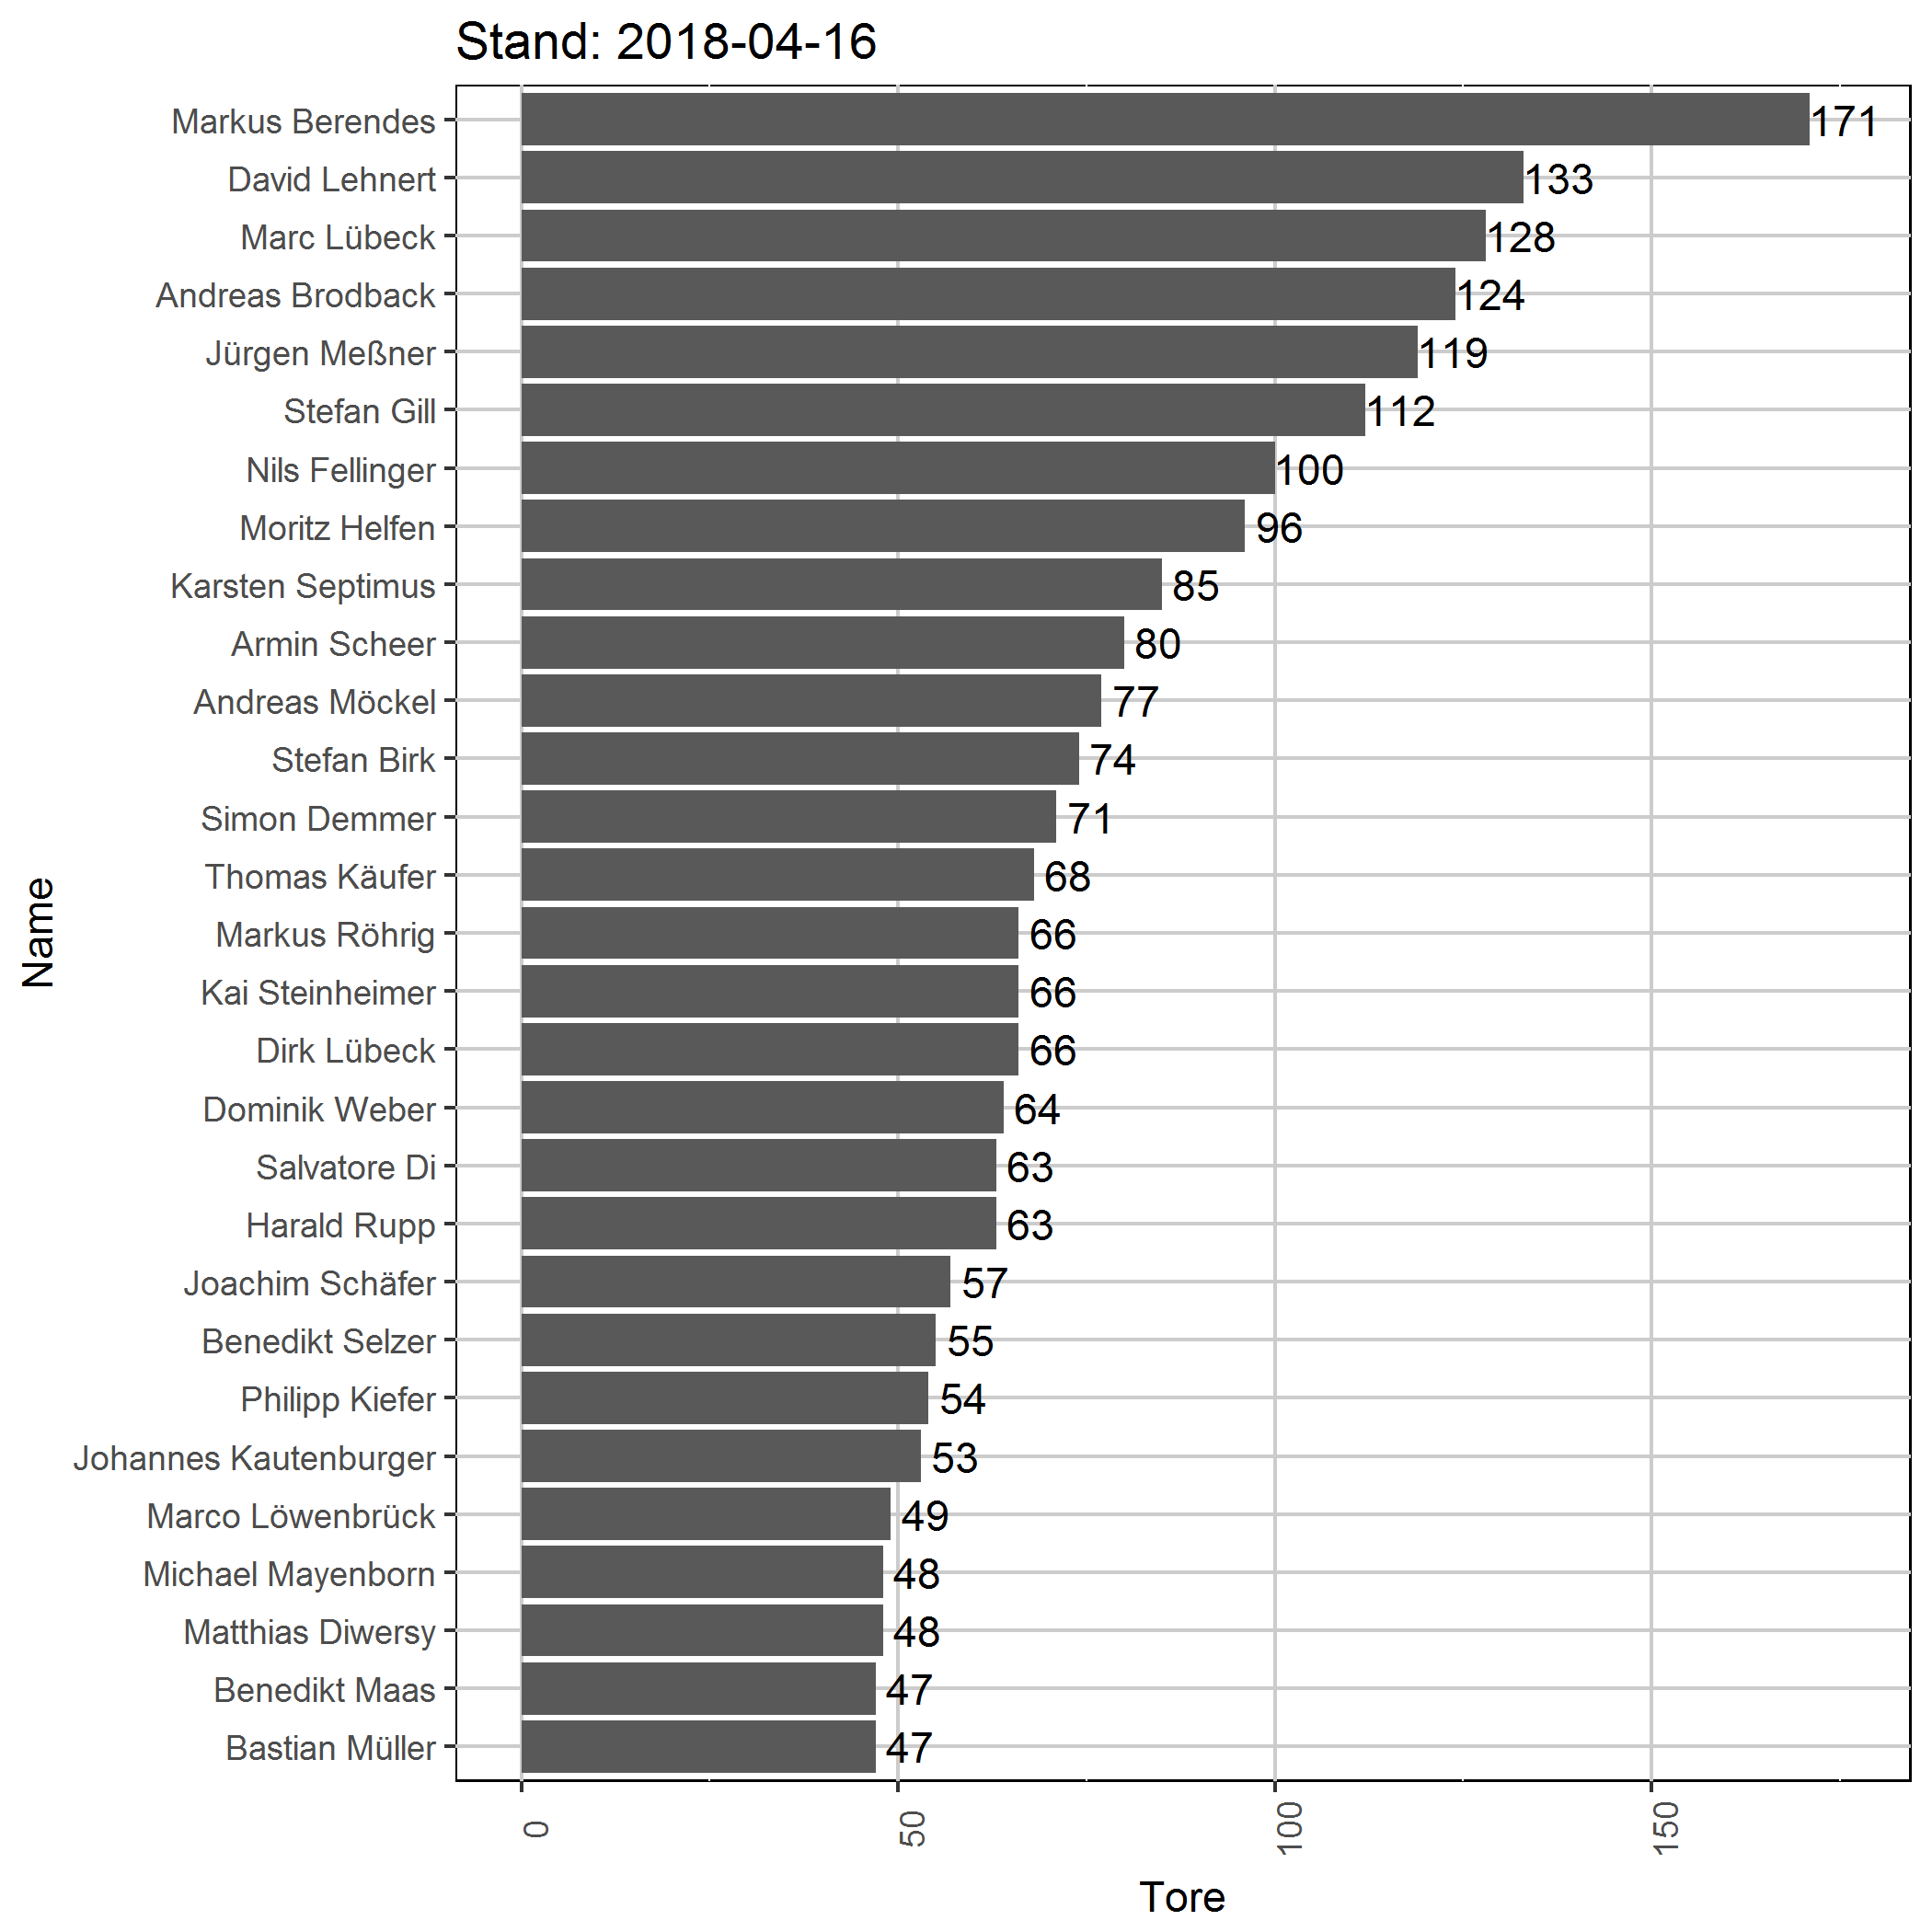 Stand: 2018-04-16
Markus Berendes 171
David Lehnert 133
Marc Lübeck 128
Andreas Brodback 124
Jürgen Meßner 119
Stefan Gill 112
Nils Fellinger 100
Moritz Helfen 96
Karsten Septimus 85
Armin Scheer 80
Andreas Möckel 77
Stefan Birk 74
Simon Demmer 71
Thomas Käufer 68
Markus Röhrig 66
Kai Steinheimer 66
Dirk Lübeck 66
Dominik Weber 64
Salvatore Di 63
Harald Rupp 63
Joachim Schäfer 57
Benedikt Selzer 55
Philipp Kiefer 54
Johannes Kautenburger 53
Marco Löwenbrück 49
Michael Mayenborn 48
Matthias Diwersy 48
Benedikt Maas 47
Bastian Müller 47
Name
0 50 100 150
Tore